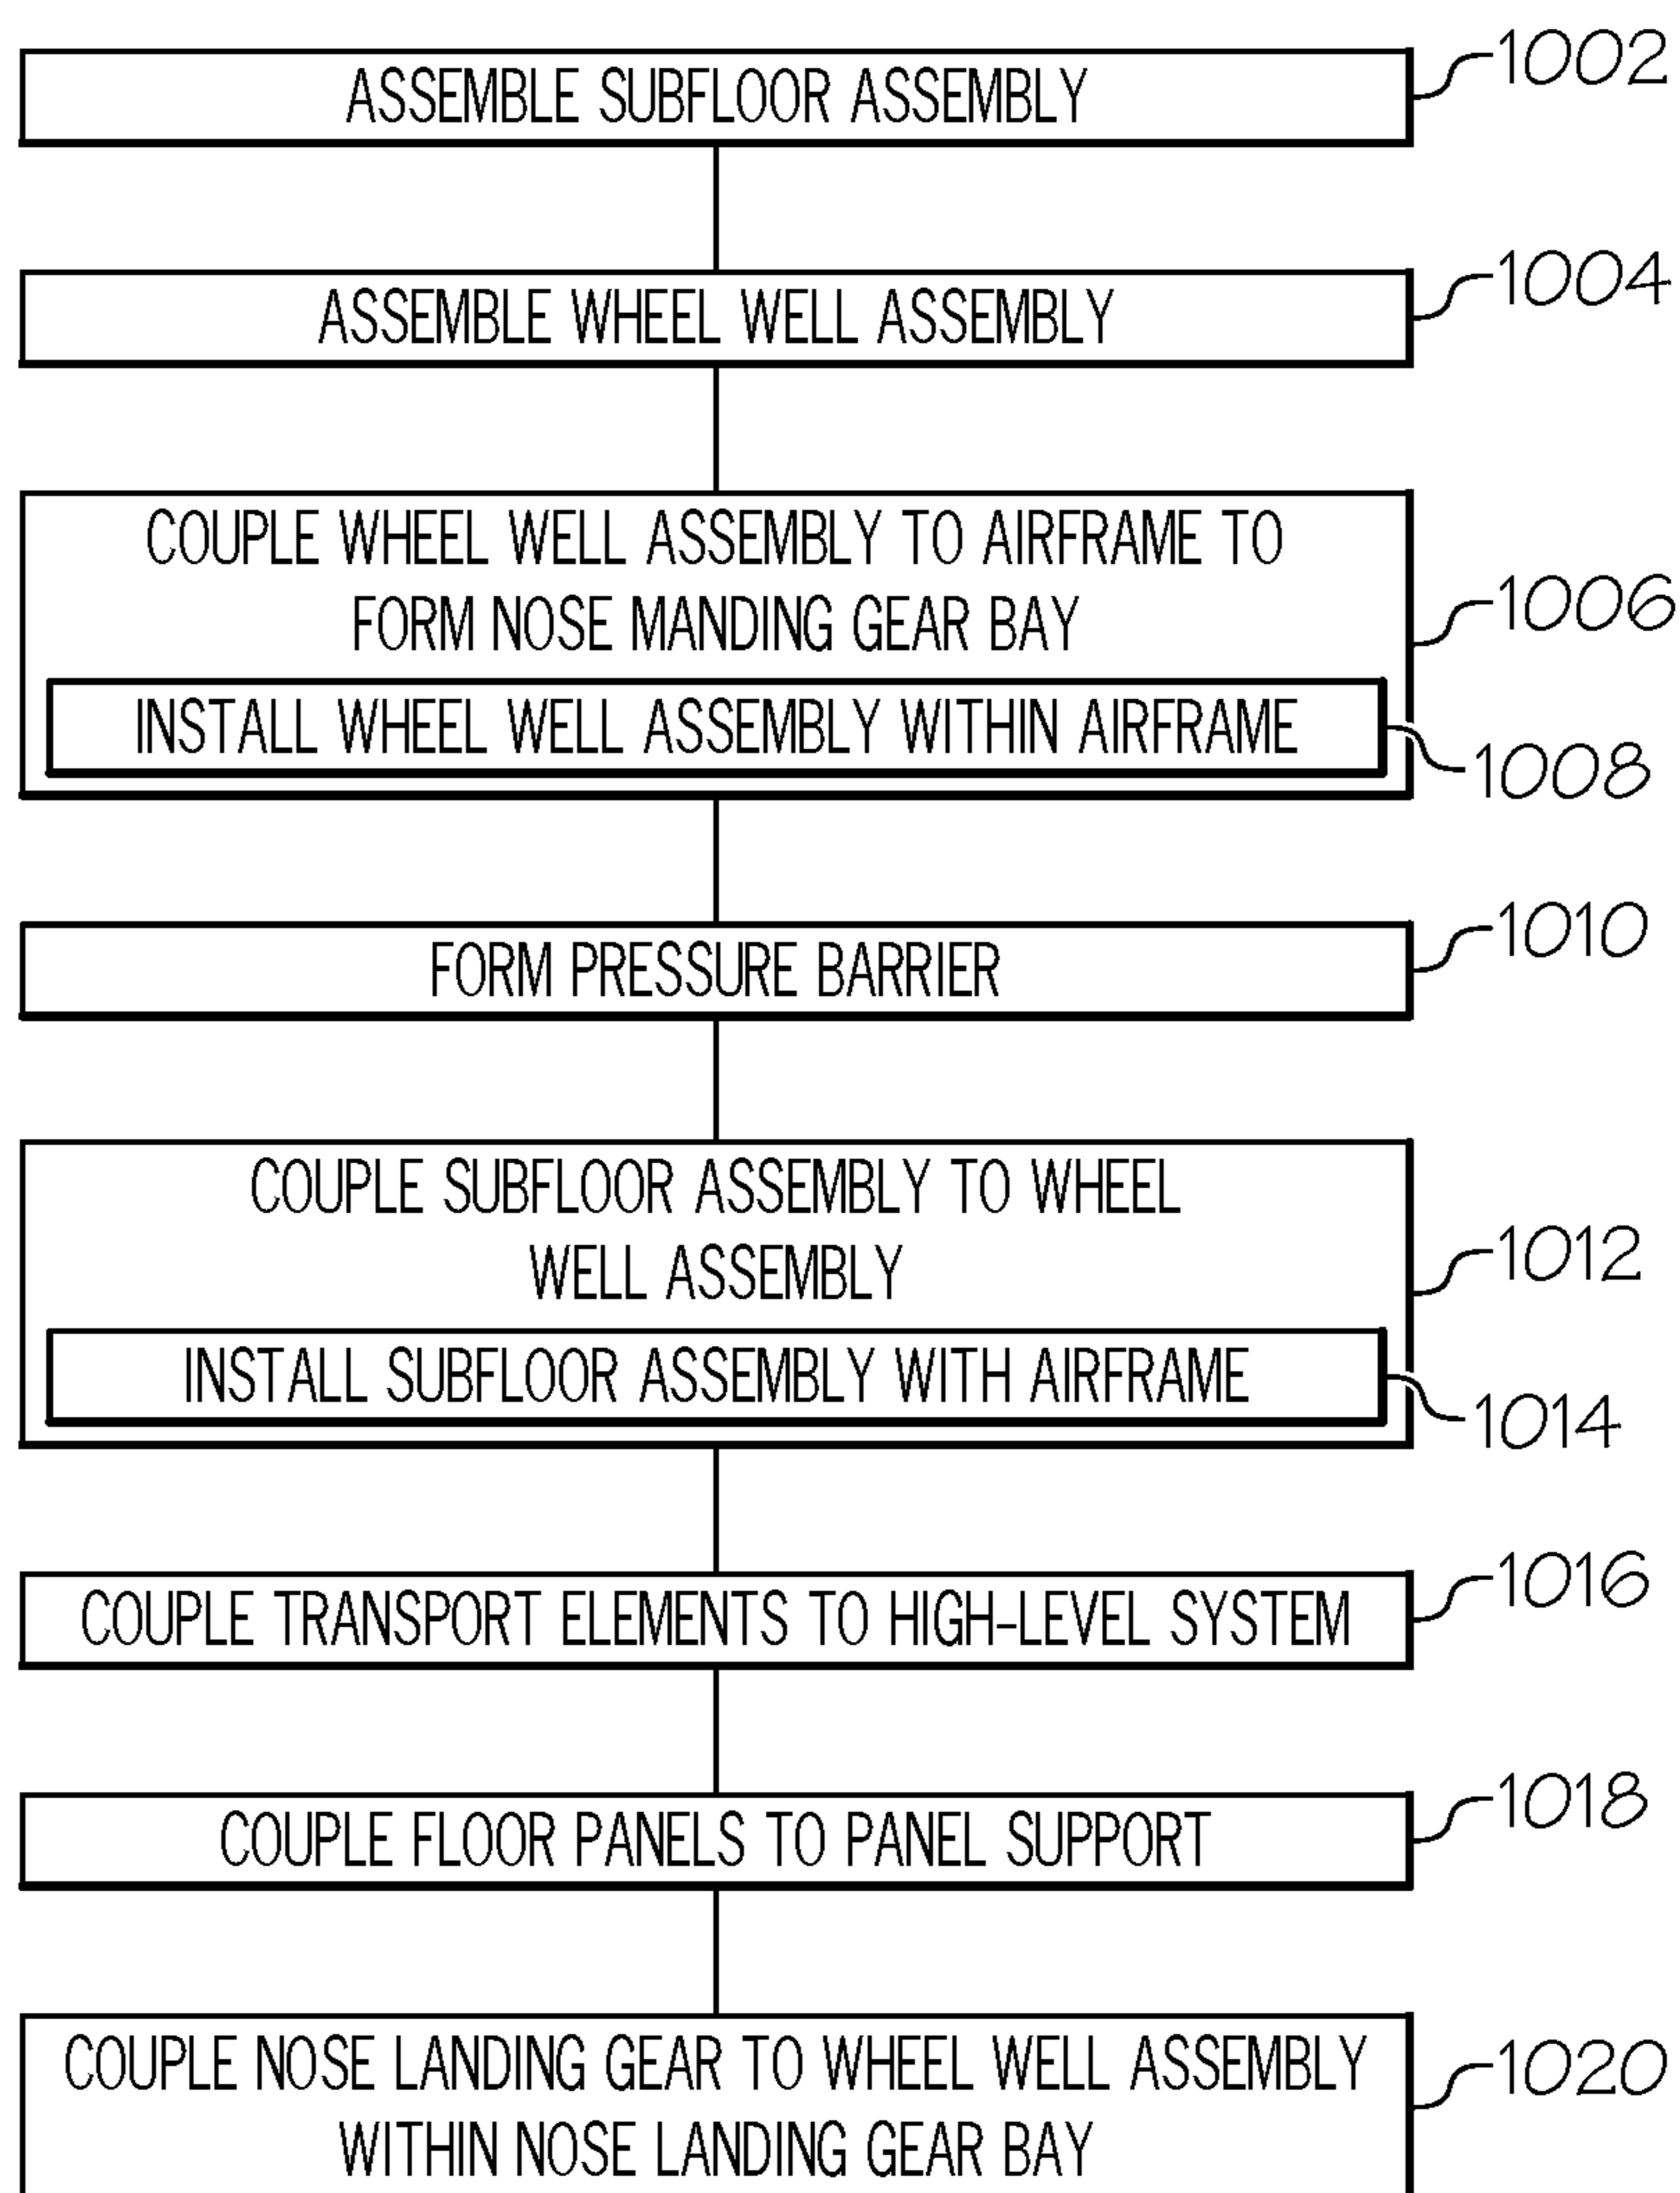 ASSEMBLE SUBFLOOR ASSEMBLY
1002
ASSEMBLE WHEEL WELL ASSEMBLY
1004
COUPLE WHEEL WELL ASSEMBLY TO AIRFRAME TO
FORM NOSE MANDING GEAR BAY
1006
INSTALL WHEEL WELL ASSEMBLY WITHIN AIRFRAME
1008
FORM PRESSURE BARRIER
1010
COUPLE SUBFLOOR ASSEMBLY TO WHEEL
WELL ASSEMBLY
1012
INSTALL SUBFLOOR ASSEMBLY WITH AIRFRAME
1014
COUPLE TRANSPORT ELEMENTS TO HIGH-LEVEL SYSTEM
1016
COUPLE FLOOR PANELS TO PANEL SUPPORT
1018
COUPLE NOSE LANDING GEAR TO WHEEL WELL ASSEMBLY
WITHIN NOSE LANDING GEAR BAY
1020